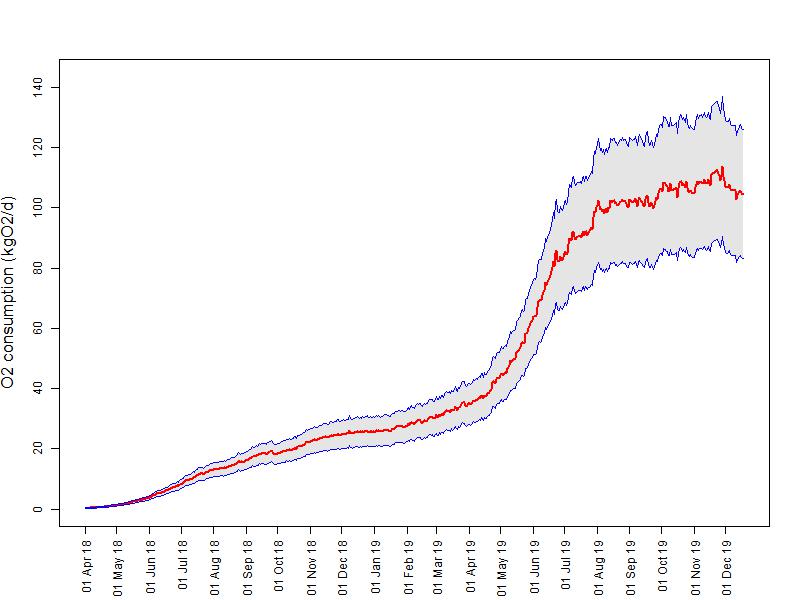 O2 consumption (kgO2/d)
140
120
100
80
60
40
20
0
01 Apr 18
01 May 18
01 Jun 18
01 Jul 18
01 Aug 18
01 Sep 18
01 Oct 18
01 Nov 18
01 Dec 18
01 Jan 19
01 Feb 19
01 Mar 19
01 Apr 19
01 May 19
01 Jun 19
01 Jul 19
01 Aug 19
01 Sep 19
01 Oct 19
01 Nov 19
01 Dec 19